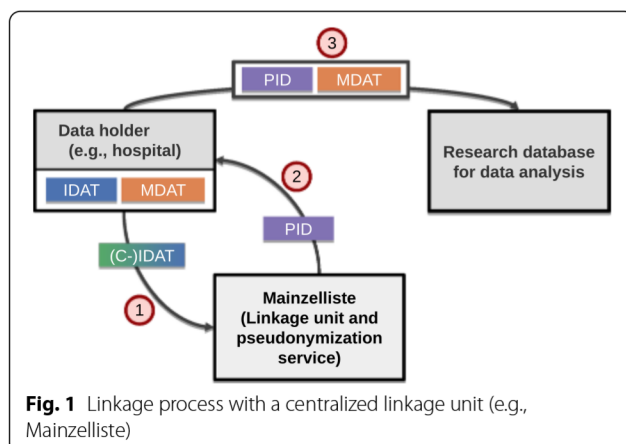 3
PID MDAT
Data holder
(e.g., hospital)
IDAT MDAT
Research database
for data analysis
2
PID
(C-)IDAT
1
Mainzelliste
(Linkage unit and
pseudonymization
service)
Fig. 1 Linkage process with a centralized linkage unit (e.g.,
Mainzelliste)